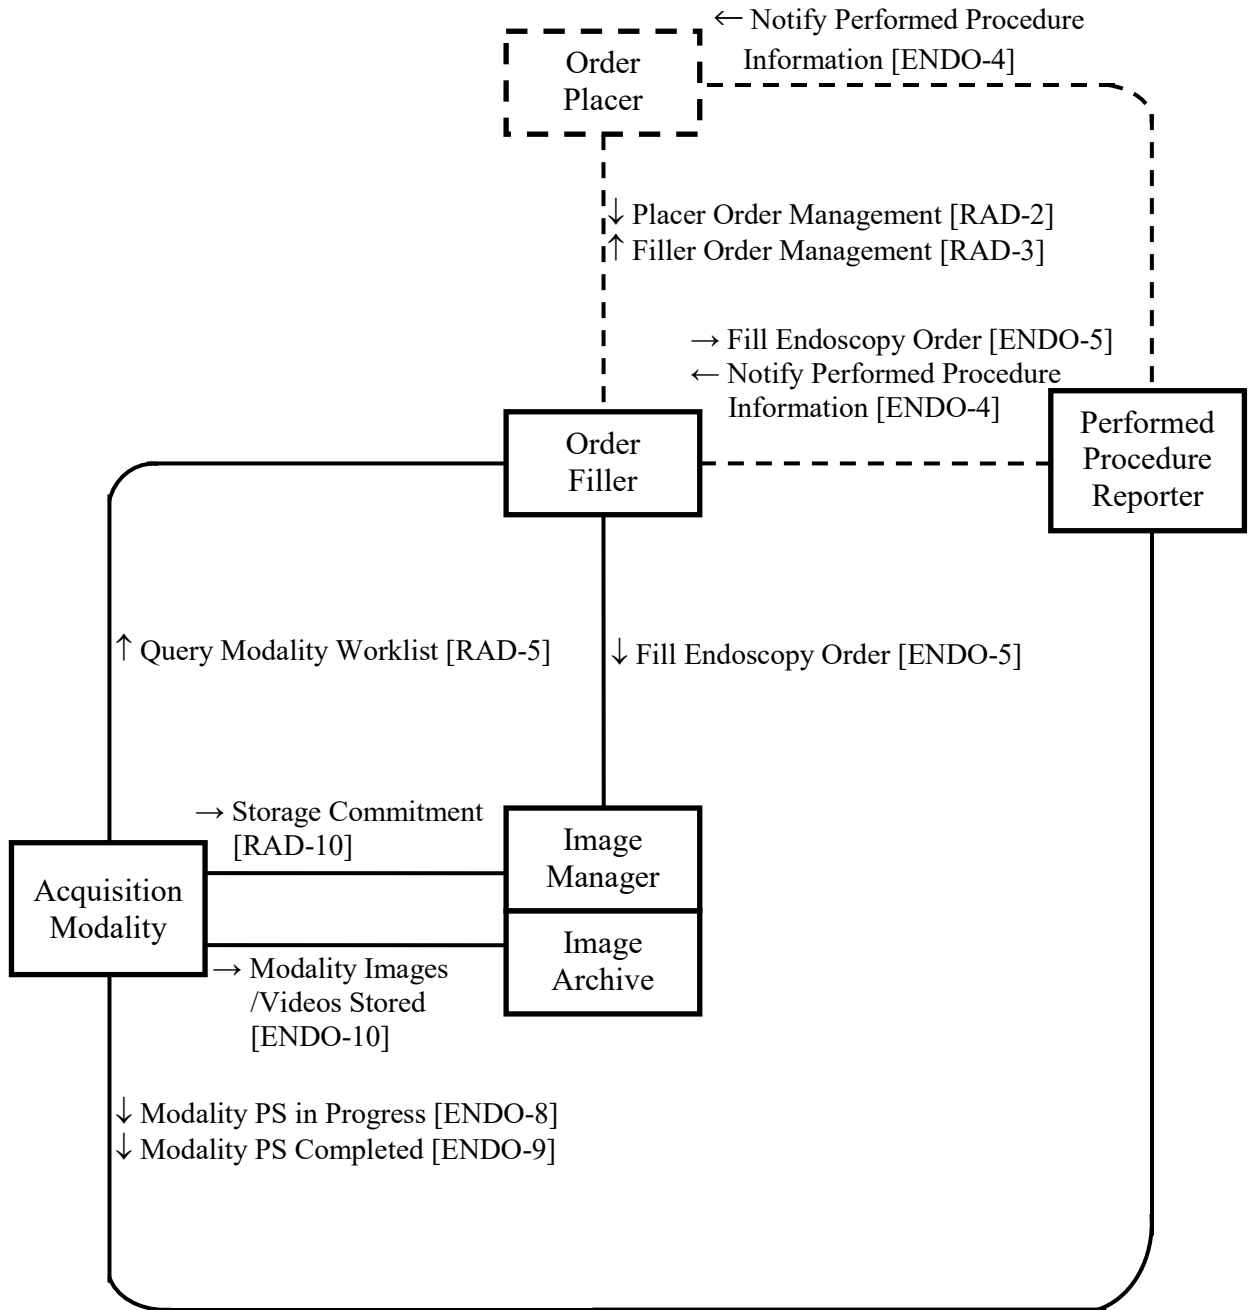 ← Notify Performed Procedure
Information [ENDO-4]
Order
Placer
↓ Placer Order Management [RAD-2]
↑ Filler Order Management [RAD-3]
→ Fill Endoscopy Order [ENDO-5]
← Notify Performed Procedure
Information [ENDO-4]
Order
Filler
Performed
Procedure
Reporter
↑ Query Modality Worklist [RAD-5]
↓ Fill Endoscopy Order [ENDO-5]
→ Storage Commitment
[RAD-10]
Image
Manager
Acquisition
Modality
Image
Archive
→ Modality Images
/Videos Stored
[ENDO-10]
↓ Modality PS in Progress [ENDO-8]
↓ Modality PS Completed [ENDO-9]